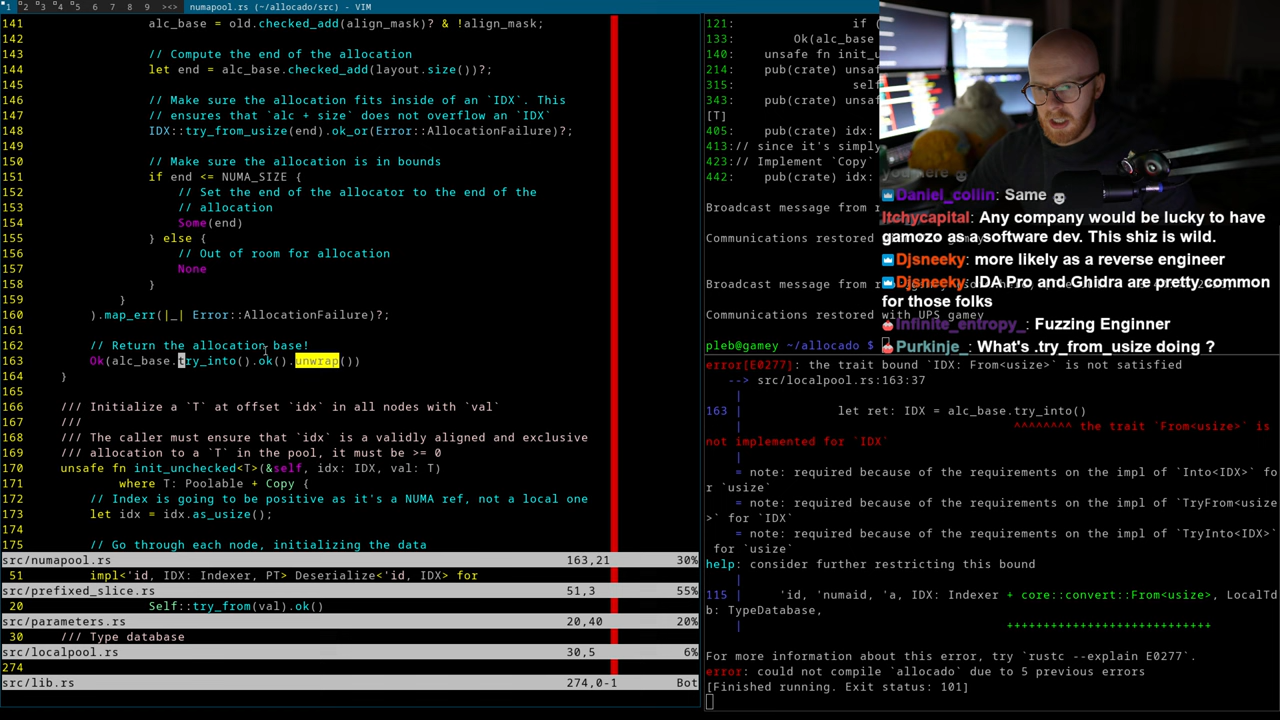 1 2 3 4 5 6 7 8 9 ><> numapool.rs (~/allocado/src) - VIM
141 alc_base = old.checked_add(align_mask)? & !align_mask;
142
143 // Compute the end of the allocation
144 let end = alc_base.checked_add(layout.size())?;
145
146 // Make sure the allocation fits inside of an `IDX`. This
147 // ensures that `alc + size` does not overflow an `IDX`
148 IDX::try_from_usize(end).ok_or(Error::AllocationFailure)?;
149
150 // Make sure the allocation is in bounds
151 if end <= NUMA_SIZE {
152 // Set the end of the allocator to the end of the
153 // allocation
154 Some(end)
155 } else {
156 // Out of room for allocation
157 None
158 }
159 }
160 ).map_err(|_| Error::AllocationFailure)?;
161
162 // Return the allocation base!
163 Ok(alc_base.try_into().ok().unwrap())
164 }
165
166 /// Initialize a `T` at offset `idx` in all nodes with `val`
167 ///
168 /// The caller must ensure that `idx` is a validly aligned and exclusive
169 /// allocation to a `T` in the pool, it must be >= 0
170 unsafe fn init_unchecked<T>(&self, idx: IDX, val: T)
171 where T: Poolable + Copy {
172 // Index is going to be positive as it's a NUMA ref, not a local one
173 let idx = idx.as_usize();
174
175 // Go through each node, initializing the data
src/numapool.rs 163,21 30%
51 impl<'id, IDX: Indexer, PT> Deserialize<'id, IDX> for
src/prefixed_slice.rs 51,3 55%
20 Self::try_from(val).ok()
src/parameters.rs 20,40 20%
30 /// Type database
src/localpool.rs 30,5 6%
274
src/lib.rs 274,0-1 Bot
121: if (
133: Ok(alc_base
140: unsafe fn init_u
214: pub(crate) unsa
315: self
343: pub(crate) unsa
[T]
405: pub(crate) idx:
413:// since it's simply
423:// Implement `Copy`
442: pub(crate) idx:
Broadcast message from r
Communications restored
Broadcast message from
Communications restored with UPS gamey
pleb@gamey ~/allocado $
error[E0277]: the trait bound `IDX: From<usize>` is not satisfied
--> src/localpool.rs:163:37
|
163 | let ret: IDX = alc_base.try_into()
| ^^^^^^^^ the trait `From<usize>` is
not implemented for `IDX`
|
= note: required because of the requirements on the impl of `Into<IDX>` fo
r `usize`
= note: required because of the requirements on the impl of `TryFrom<usize
>` for `IDX`
= note: required because of the requirements on the impl of `TryInto<IDX>`
for `usize`
help: consider further restricting this bound
|
115 | 'id, 'numaid, 'a, IDX: Indexer + core::convert::From<usize>, LocalTd
b: TypeDatabase,
| +++++++++++++++++++++++++++
For more information about this error, try `rustc --explain E0277`.
error: could not compile `allocado` due to 5 previous errors
[Finished running. Exit status: 101]
Daniel_collin: Same
Itchycapital: Any company would be lucky to have
gamozo as a software dev. This shiz is wild.
Djsneeky: more likely as a reverse engineer
Djsneeky: IDA Pro and Ghidra are pretty common
for those folks
Infinite_entropy_: Fuzzing Enginner
Purkinje_: What's .try_from_usize doing ?